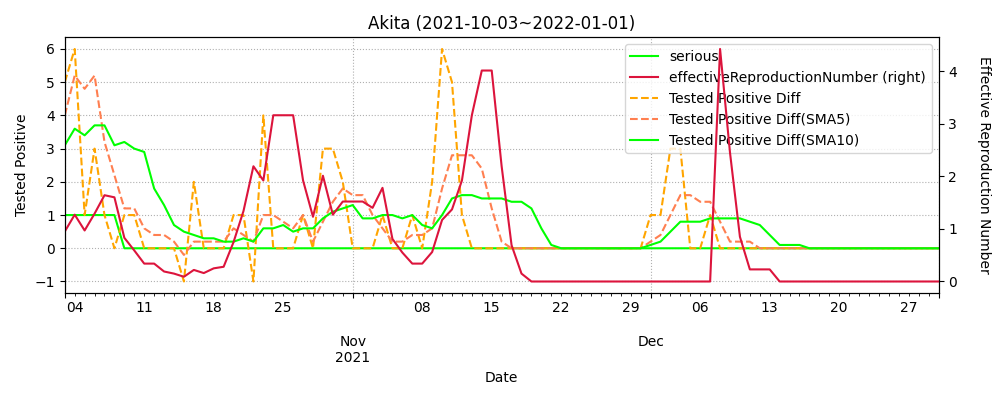 Akita (2021-10-03~2022-01-01)
serious
effectiveReproductionNumber (right)
Tested Positive Diff
Tested Positive Diff(SMA5)
Tested Positive Diff(SMA10)
Tested Positive
6
5
4
3
2
1
0
−1
4
3
2
1
0
Effective Reproduction Number
04 11 18 25 08 15 22 29 06 13 20 27
Nov Dec
2021
Date